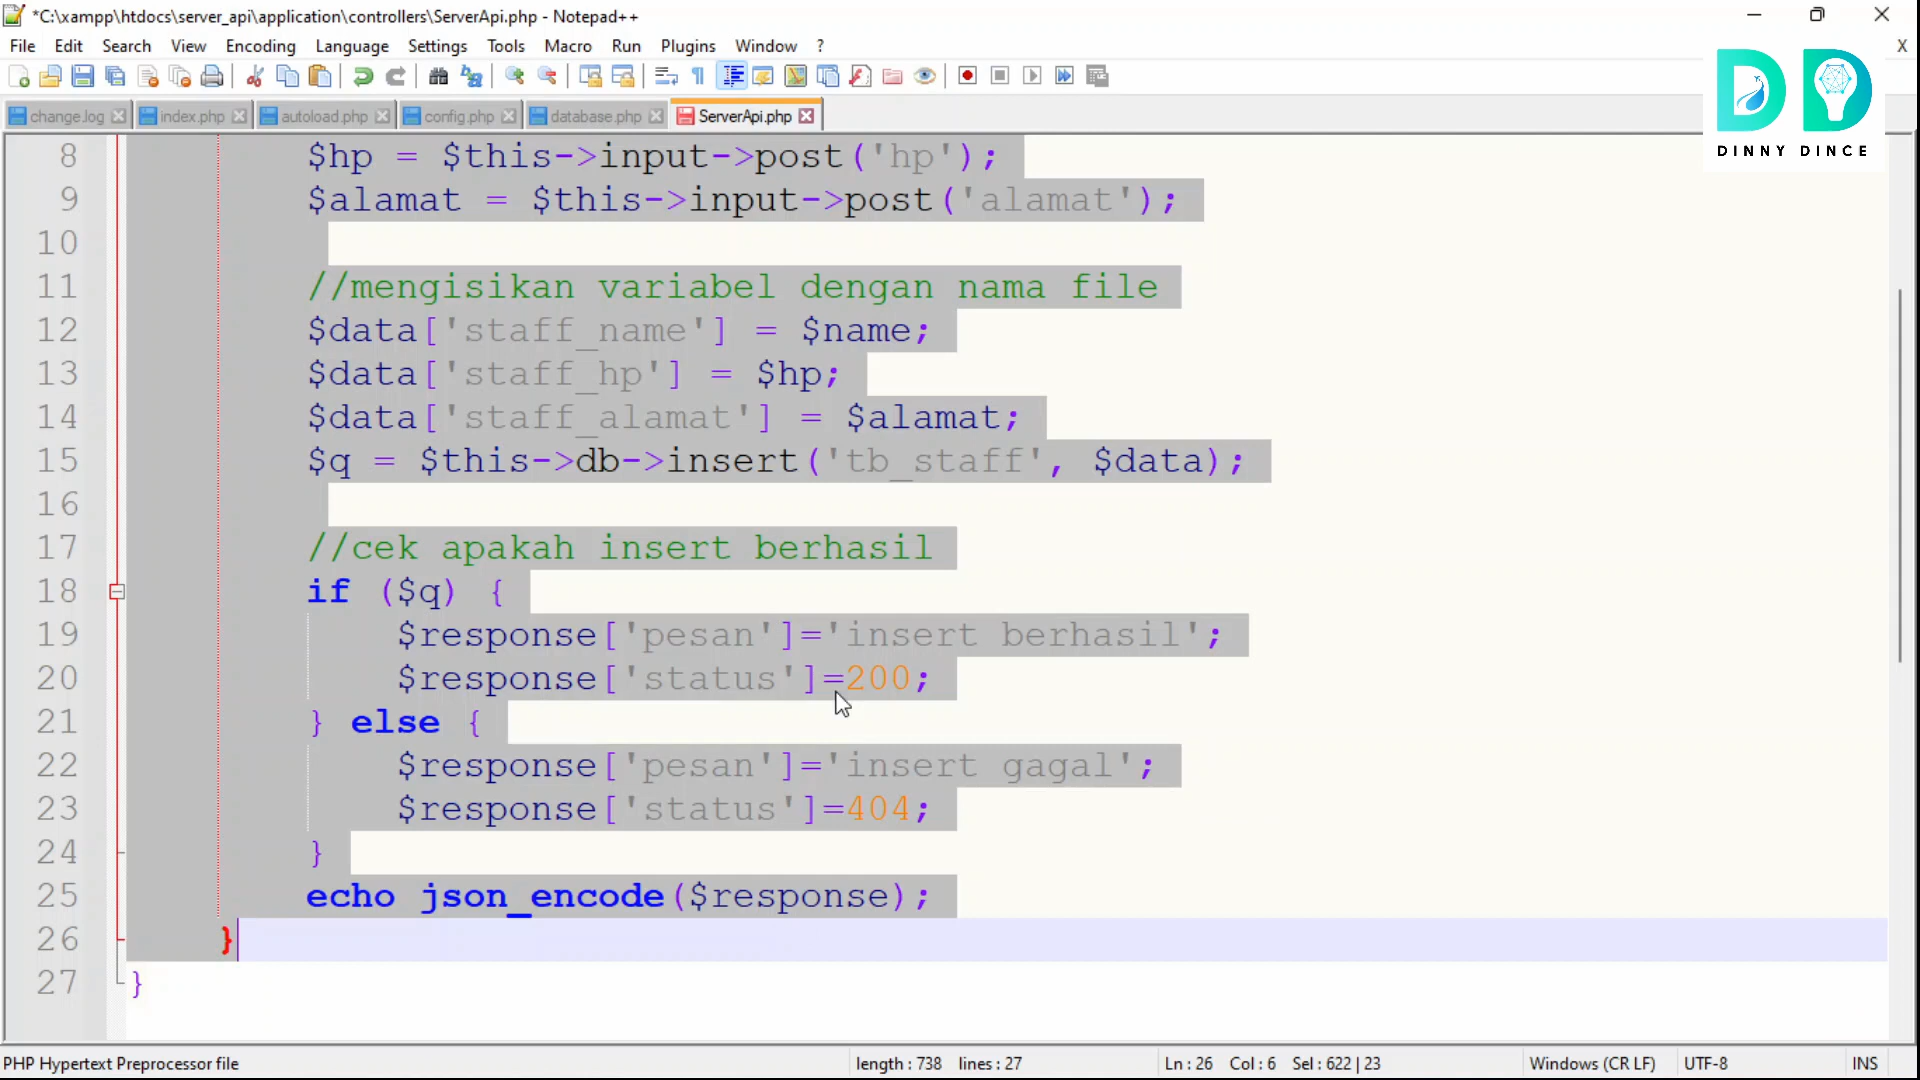 *C:\xampp\htdocs\server_api\application\controllers\ServerApi.php - Notepad++
File Edit Search View Encoding Language Settings Tools Macro Run Plugins Window ? X
change.log index.php autoload.php config.php database.php ServerApi.php
DINNY DINCE
8 $hp = $this->input->post('hp');
9 $alamat = $this->input->post('alamat');
10
11 //mengisikan variabel dengan nama file
12 $data['staff_name'] = $name;
13 $data['staff_hp'] = $hp;
14 $data['staff_alamat'] = $alamat;
15 $q = $this->db->insert('tb_staff', $data);
16
17 //cek apakah insert berhasil
18 if ($q) {
19 $response['pesan']='insert berhasil';
20 $response['status']=200;
21 } else {
22 $response['pesan']='insert gagal';
23 $response['status']=404;
24 }
25 echo json_encode($response);
26 }
27 }
PHP Hypertext Preprocessor file length : 738 lines : 27 Ln : 26 Col : 6 Sel : 622 | 23 Windows (CR LF) UTF-8 INS